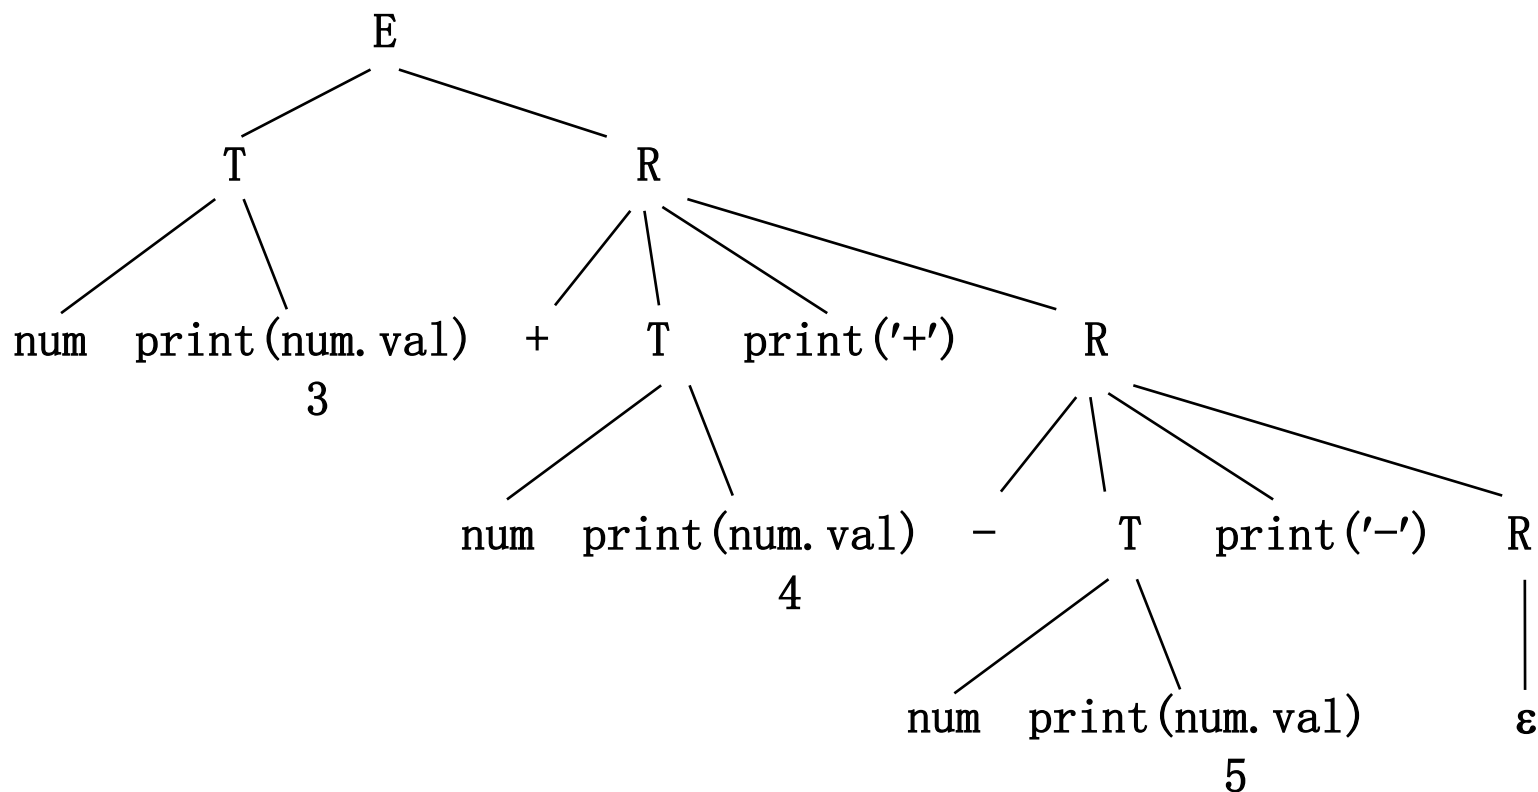 E
T R
num print(num.val) + T print('+') R
3
num print(num.val) - T print('-') R
4
num print(num.val) ε
5